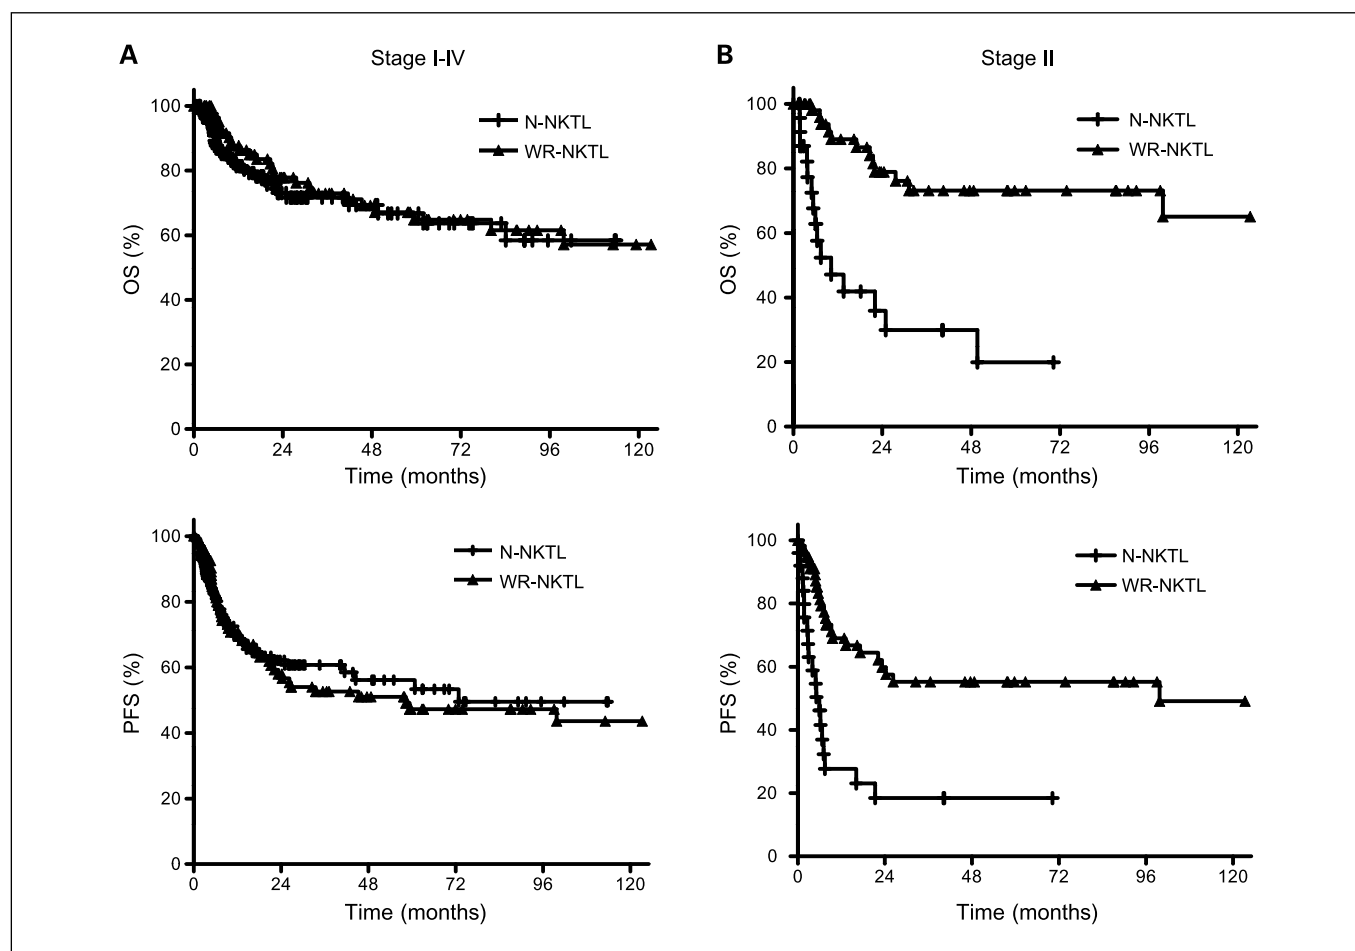 A
Stage I-IV
100
80
60
40
20
0
OS (%)
N-NKTL
WR-NKTL
0 24 48 72 96 120
Time (months)
B
Stage II
100
80
60
40
20
0
OS (%)
N-NKTL
WR-NKTL
0 24 48 72 96 120
Time (months)
100
80
60
40
20
0
PFS (%)
N-NKTL
WR-NKTL
0 24 48 72 96 120
Time (months)
100
80
60
40
20
0
PFS (%)
N-NKTL
WR-NKTL
0 24 48 72 96 120
Time (months)